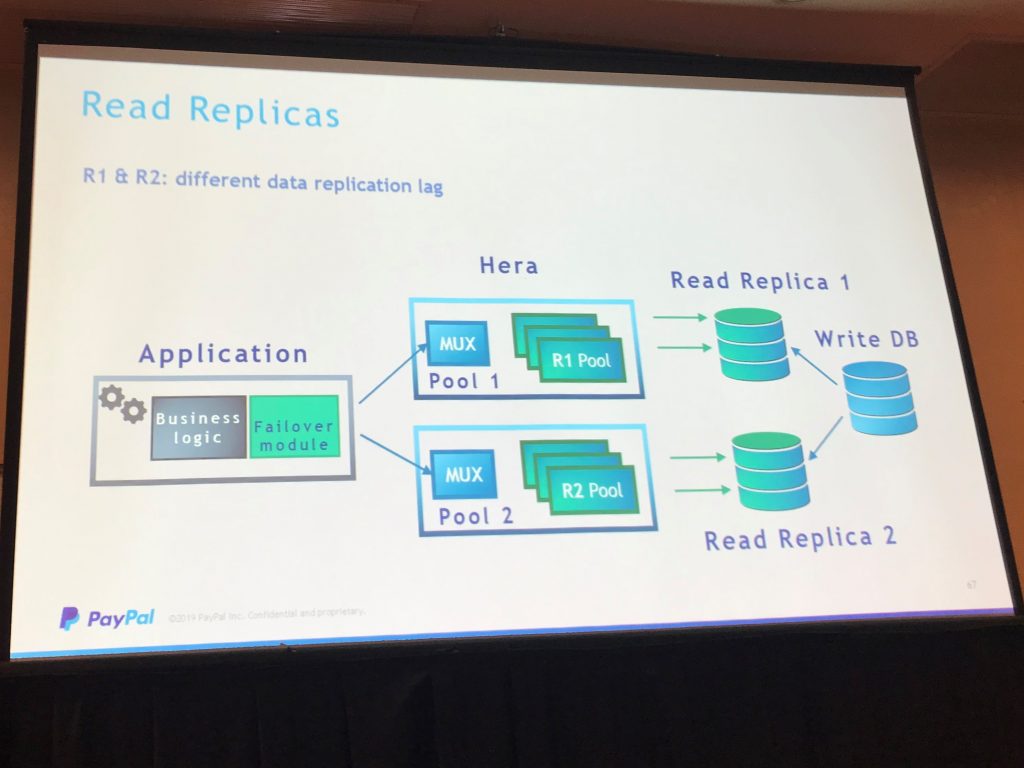 Read Replicas
R1 & R2: different data replication lag
Hera
Read Replica 1
Application
MUX
R1 Pool
Pool 1
Write DB
Business
logic
Failover
module
MUX
R2 Pool
Pool 2
Read Replica 2
PayPal
©2019 PayPal Inc. Confidential and proprietary.
67